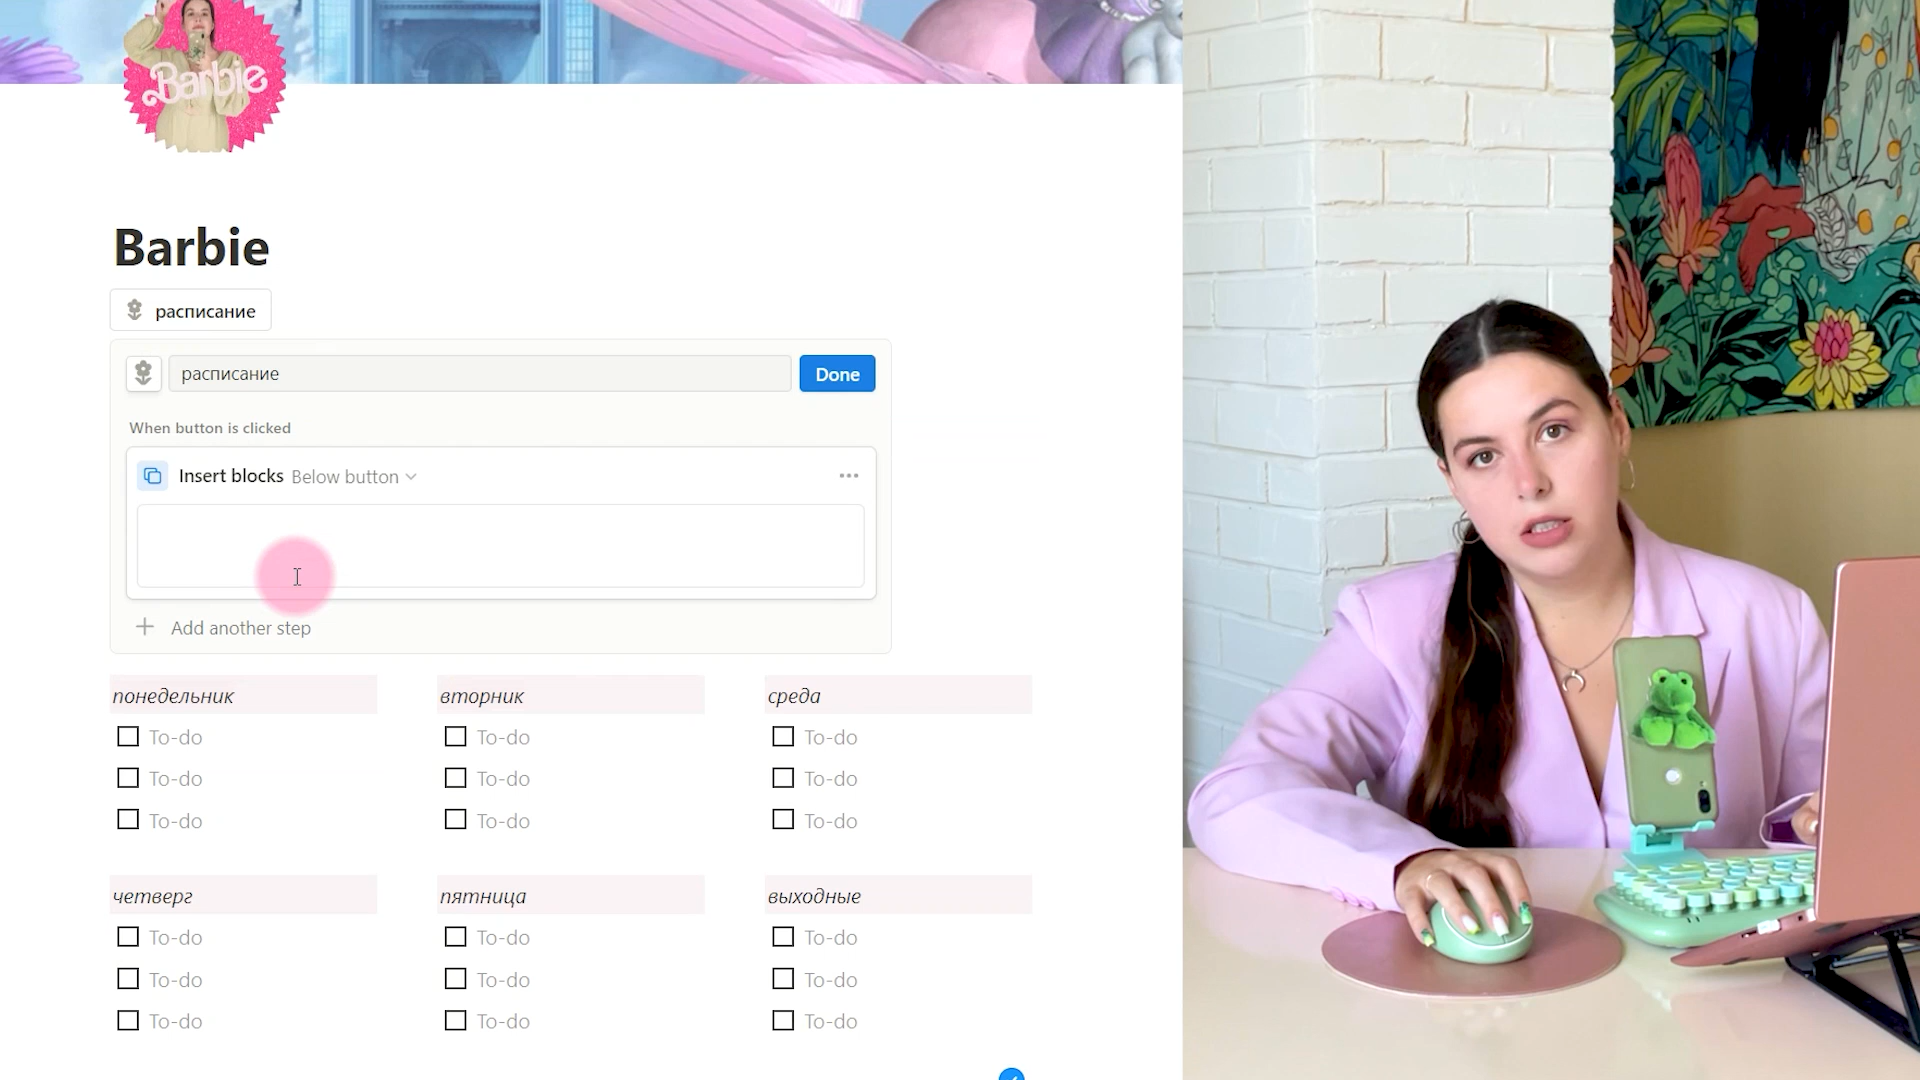 Barbie
Barbie
расписание
расписание
Done
When button is clicked
Insert blocks Below button
Add another step
понедельник вторник среда
To-do To-do To-do
To-do To-do To-do
To-do To-do To-do
четверг пятница выходные
To-do To-do To-do
To-do To-do To-do
To-do To-do To-do